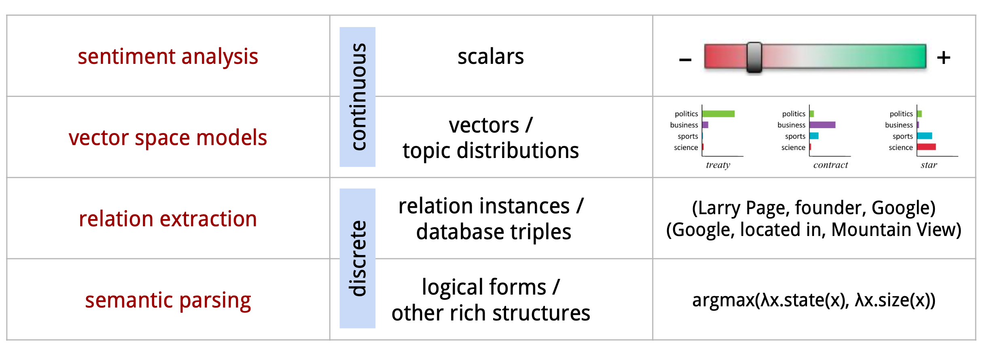 sentiment analysis
continuous
scalars
– +
vector space models
vectors /
topic distributions
politics
business
sports
science
treaty
politics
business
sports
science
contract
politics
business
sports
science
star
relation extraction
discrete
relation instances /
database triples
(Larry Page, founder, Google)
(Google, located in, Mountain View)
semantic parsing
logical forms /
other rich structures
argmax(λx.state(x), λx.size(x))